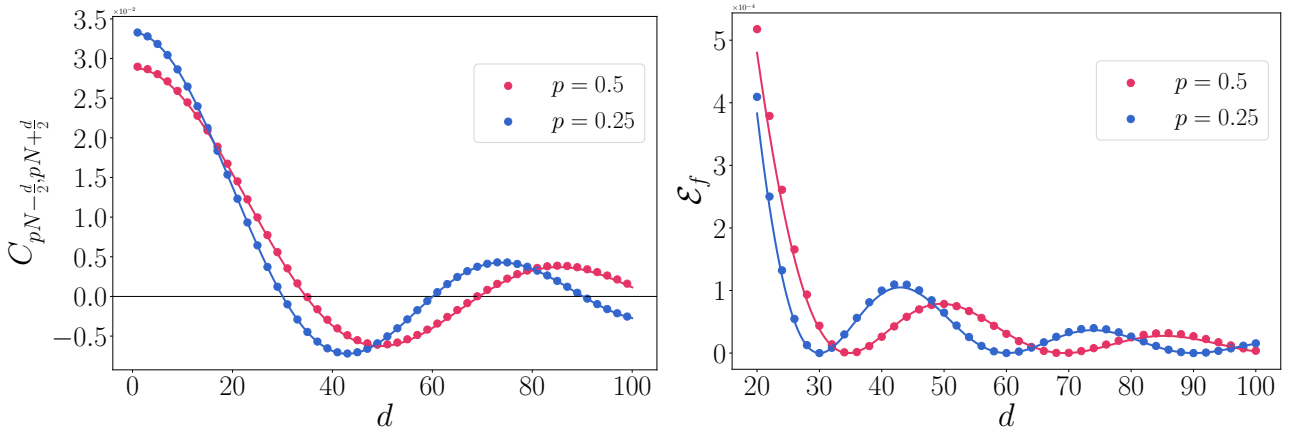 ×10⁻²
3.5
3.0
2.5
2.0
1.5
1.0
0.5
0.0
−0.5
C_{pN−d/2,pN+d/2}
p = 0.5
p = 0.25
0 20 40 60 80 100
d
×10⁻⁴
5
4
3
2
1
0
ℰ_f
p = 0.5
p = 0.25
20 30 40 50 60 70 80 90 100
d